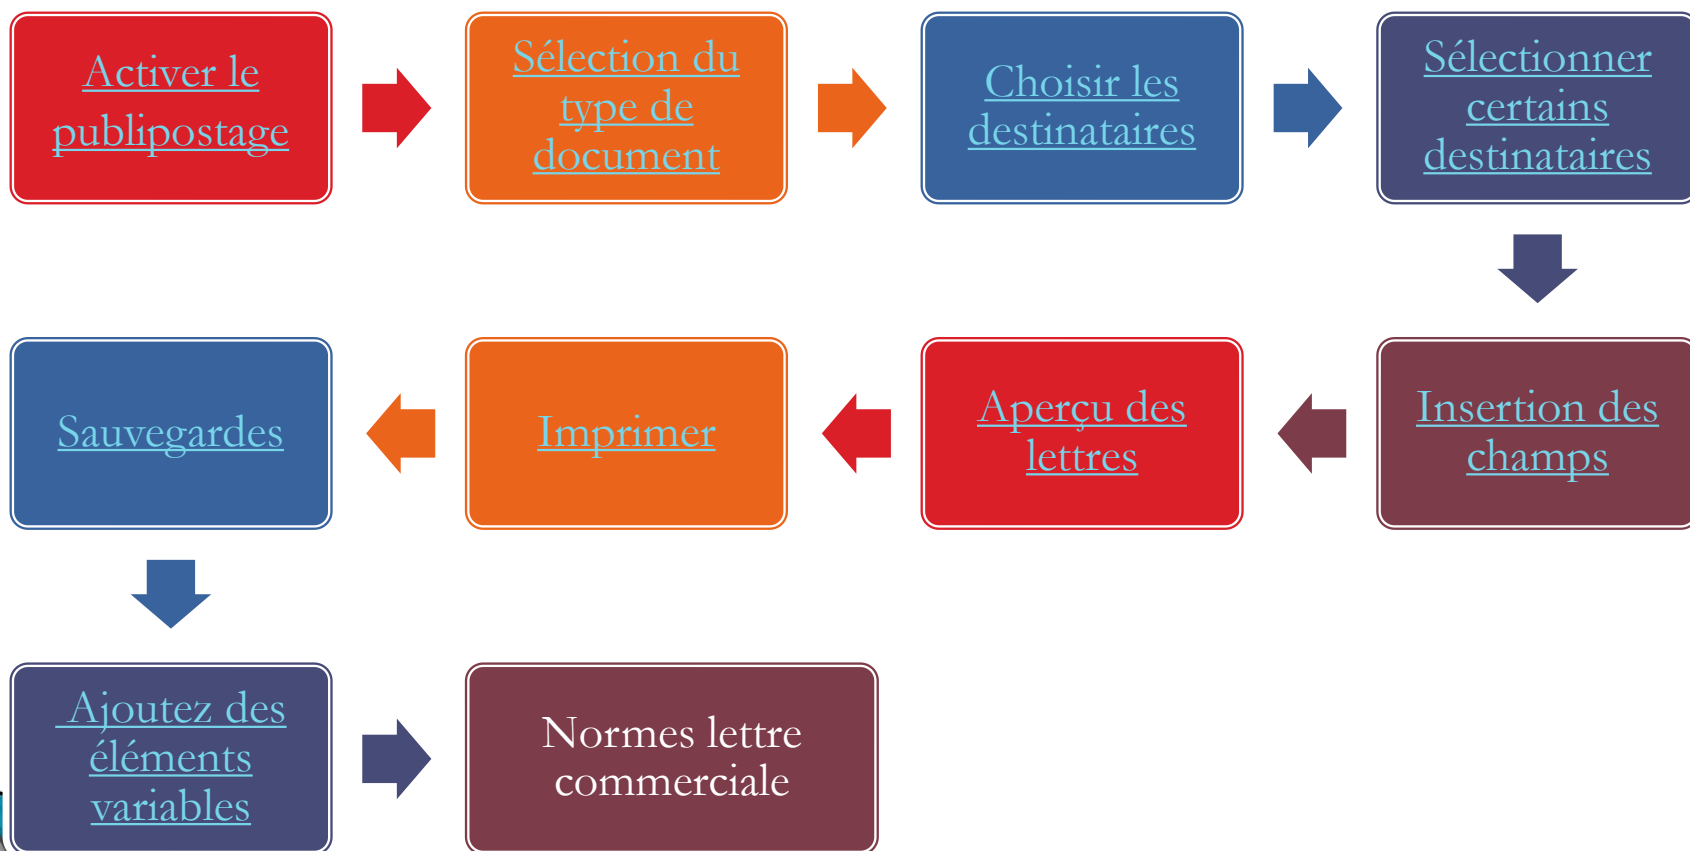 Activer le
publipostage
Sélection du
type de
document
Choisir les
destinataires
Sélectionner
certains
destinataires
Insertion des
champs
Aperçu des
lettres
Imprimer
Sauvegardes
Ajoutez des
éléments
variables
Normes lettre
commerciale